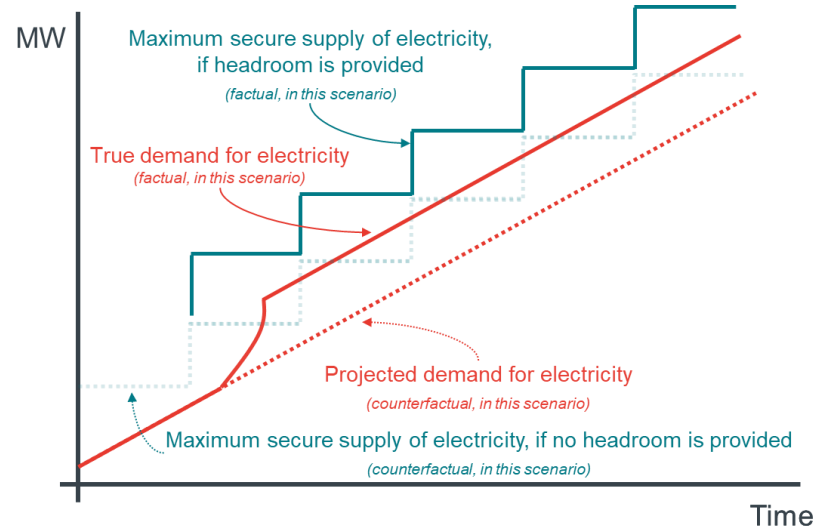 MW
Maximum secure supply of electricity,
if headroom is provided
(factual, in this scenario)
True demand for electricity
(factual, in this scenario)
Projected demand for electricity
(counterfactual, in this scenario)
Maximum secure supply of electricity, if no headroom is provided
(counterfactual, in this scenario)
Time